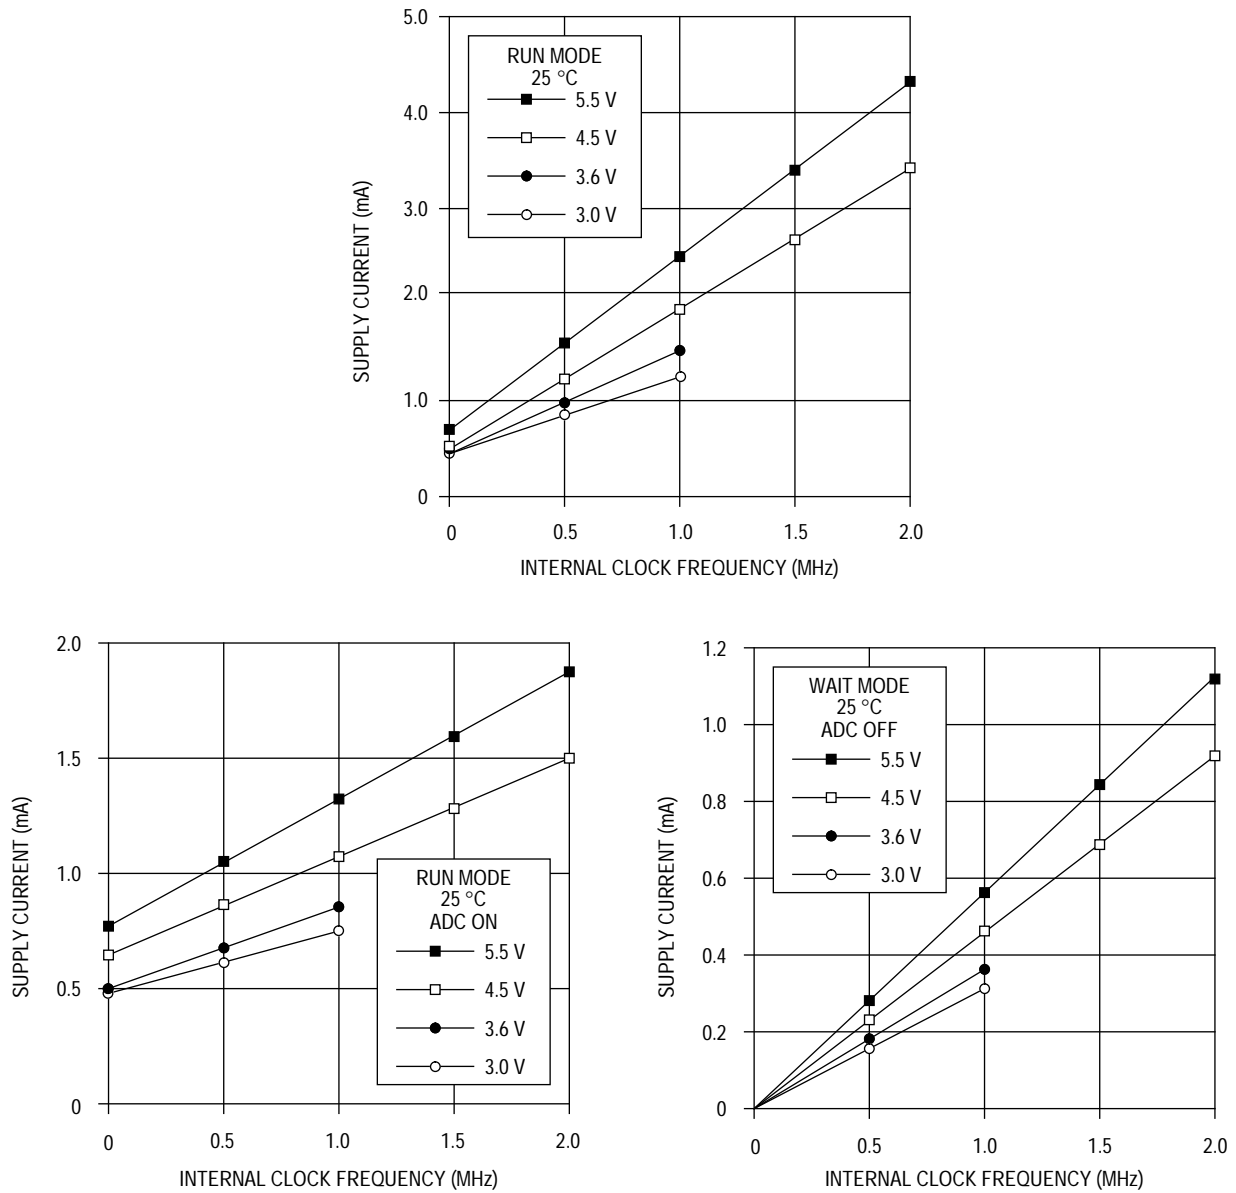 5.0
4.0
3.0
2.0
1.0
0
SUPPLY CURRENT (mA)
RUN MODE
25 °C
5.5 V
4.5 V
3.6 V
3.0 V
0 0.5 1.0 1.5 2.0
INTERNAL CLOCK FREQUENCY (MHz)
2.0
1.5
1.0
0.5
0
SUPPLY CURRENT (mA)
RUN MODE
25 °C
ADC ON
5.5 V
4.5 V
3.6 V
3.0 V
0 0.5 1.0 1.5 2.0
INTERNAL CLOCK FREQUENCY (MHz)
1.2
1.0
0.8
0.6
0.4
0.2
0
SUPPLY CURRENT (mA)
WAIT MODE
25 °C
ADC OFF
5.5 V
4.5 V
3.6 V
3.0 V
0 0.5 1.0 1.5 2.0
INTERNAL CLOCK FREQUENCY (MHz)